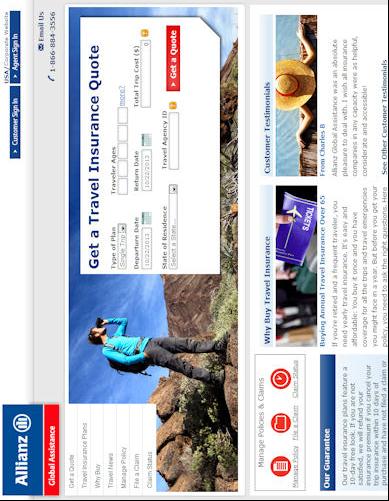 Allianz
Global Assistance
USA / Corporate Website
Customer Sign In
Agent Sign In
Email Us
1-866-884-3556
Get a Quote
Travel Insurance Plans
Why Buy
Travel News
Manage Policy
File a Claim
Claim Status
Get a Travel Insurance Quote
Type of Plan
Single Trip
Traveler Ages
(more?)
Departure Date
10/22/2013
Return Date
10/22/2013
Total Trip Cost ($)
0
State of Residence
Select a State...
Travel Agency ID
Get a Quote
Manage Policies & Claims
Manage Policy
File a Claim
Claim Status
Our Guarantee
Our travel insurance plans feature a
10-day free look. If you are not
satisfied, we will refund your
insurance premium if you cancel your
trip insurance within 10 days of
purchase and have not filed a claim or
Why Buy Travel Insurance
TICKETS
Buying Annual Travel Insurance Over 65
If you're retired and a frequent traveler, you
need yearly travel insurance. It's easy and
affordable. You buy it once and you have
coverage for all the trips and travel emergencies
you might face in a year. But before you get your
policy, you need to ask the right questions. Here
Customer Testimonials
From Charles B
Allianz Global Assistance was an absolute
pleasure to deal with. I wish all insurance
companies in any capacity were as helpful,
considerate and accessible!
See Other Customer Testimonials